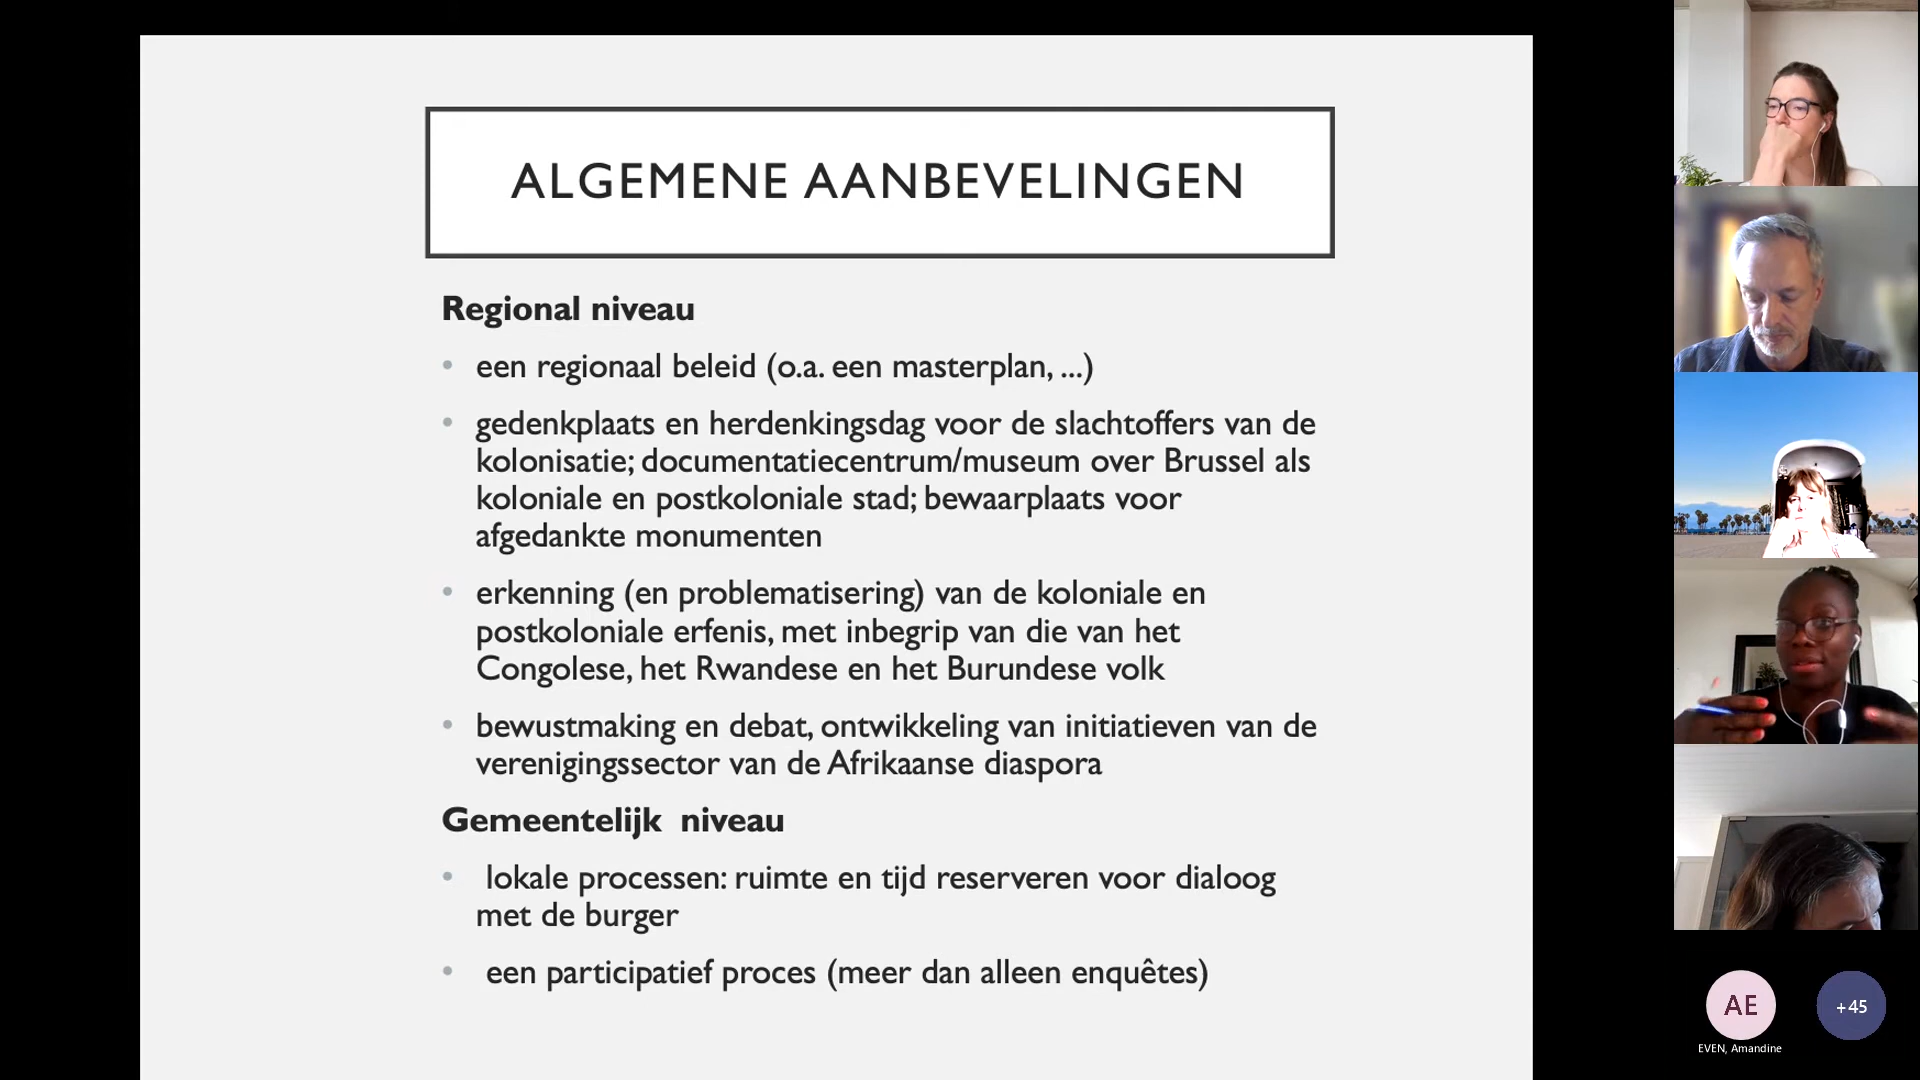 ALGEMENE AANBEVELINGEN
Regional niveau
• een regionaal beleid (o.a. een masterplan, ...)
• gedenkplaats en herdenkingsdag voor de slachtoffers van de
kolonisatie; documentatiecentrum/museum over Brussel als
koloniale en postkoloniale stad; bewaarplaats voor
afgedankte monumenten
• erkenning (en problematisering) van de koloniale en
postkoloniale erfenis, met inbegrip van die van het
Congolese, het Rwandese en het Burundese volk
• bewustmaking en debat, ontwikkeling van initiatieven van de
verenigingssector van de Afrikaanse diaspora
Gemeentelijk niveau
• lokale processen: ruimte en tijd reserveren voor dialoog
met de burger
• een participatief proces (meer dan alleen enquêtes)
AE
+45
EVEN, Amandine